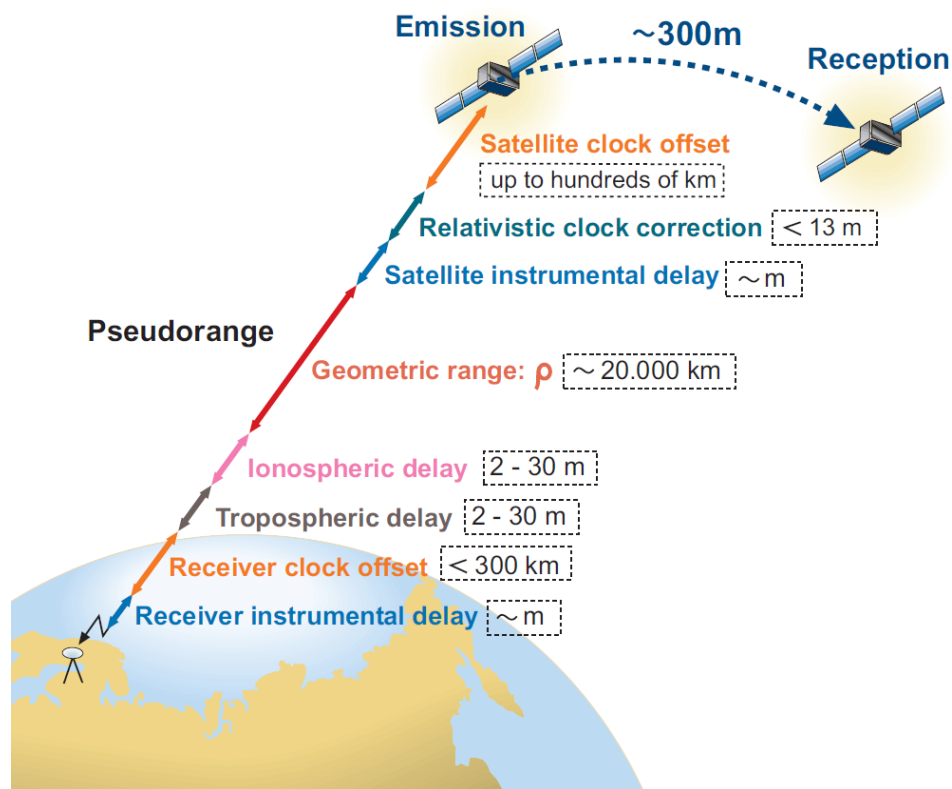 Emission
~300m
Reception
Satellite clock offset
up to hundreds of km
Relativistic clock correction < 13 m
Satellite instrumental delay ~ m
Pseudorange
Geometric range: ρ ~ 20.000 km
Ionospheric delay 2 - 30 m
Tropospheric delay 2 - 30 m
Receiver clock offset < 300 km
Receiver instrumental delay ~ m